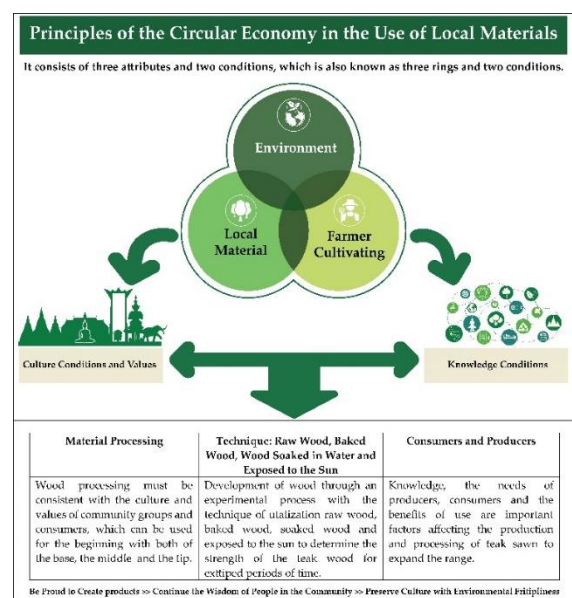 Principles of the Circular Economy in the Use of Local Materials
It consists of three attributes and two conditions, which is also known as three rings and two conditions.
Environment
Local
Material
Farmer
Cultivating
Culture Conditions and Values
Knowledge Conditions
Material Processing
Wood processing must be
consistent with the culture and
values of community groups and
consumers, which can be used
for the beginning with both of
the base, the middle and the tip.
Technique: Raw Wood, Baked
Wood, Wood Soaked in Water and
Exposed to the Sun
Development of wood through an
experimental process with the
technique of utalization raw wood,
baked wood, soaked wood and
exposed to the sun to determine the
strength of the teak wood for
exttiped periods of time.
Consumers and Producers
Knowledge, the needs of
producers, consumers and the
benefits of use are important
factors affecting the production
and processing of teak sawn to
expand the range.
Be Proud to Create products >> Continue the Wisdom of People in the Community >> Preserve Culture with Environmental